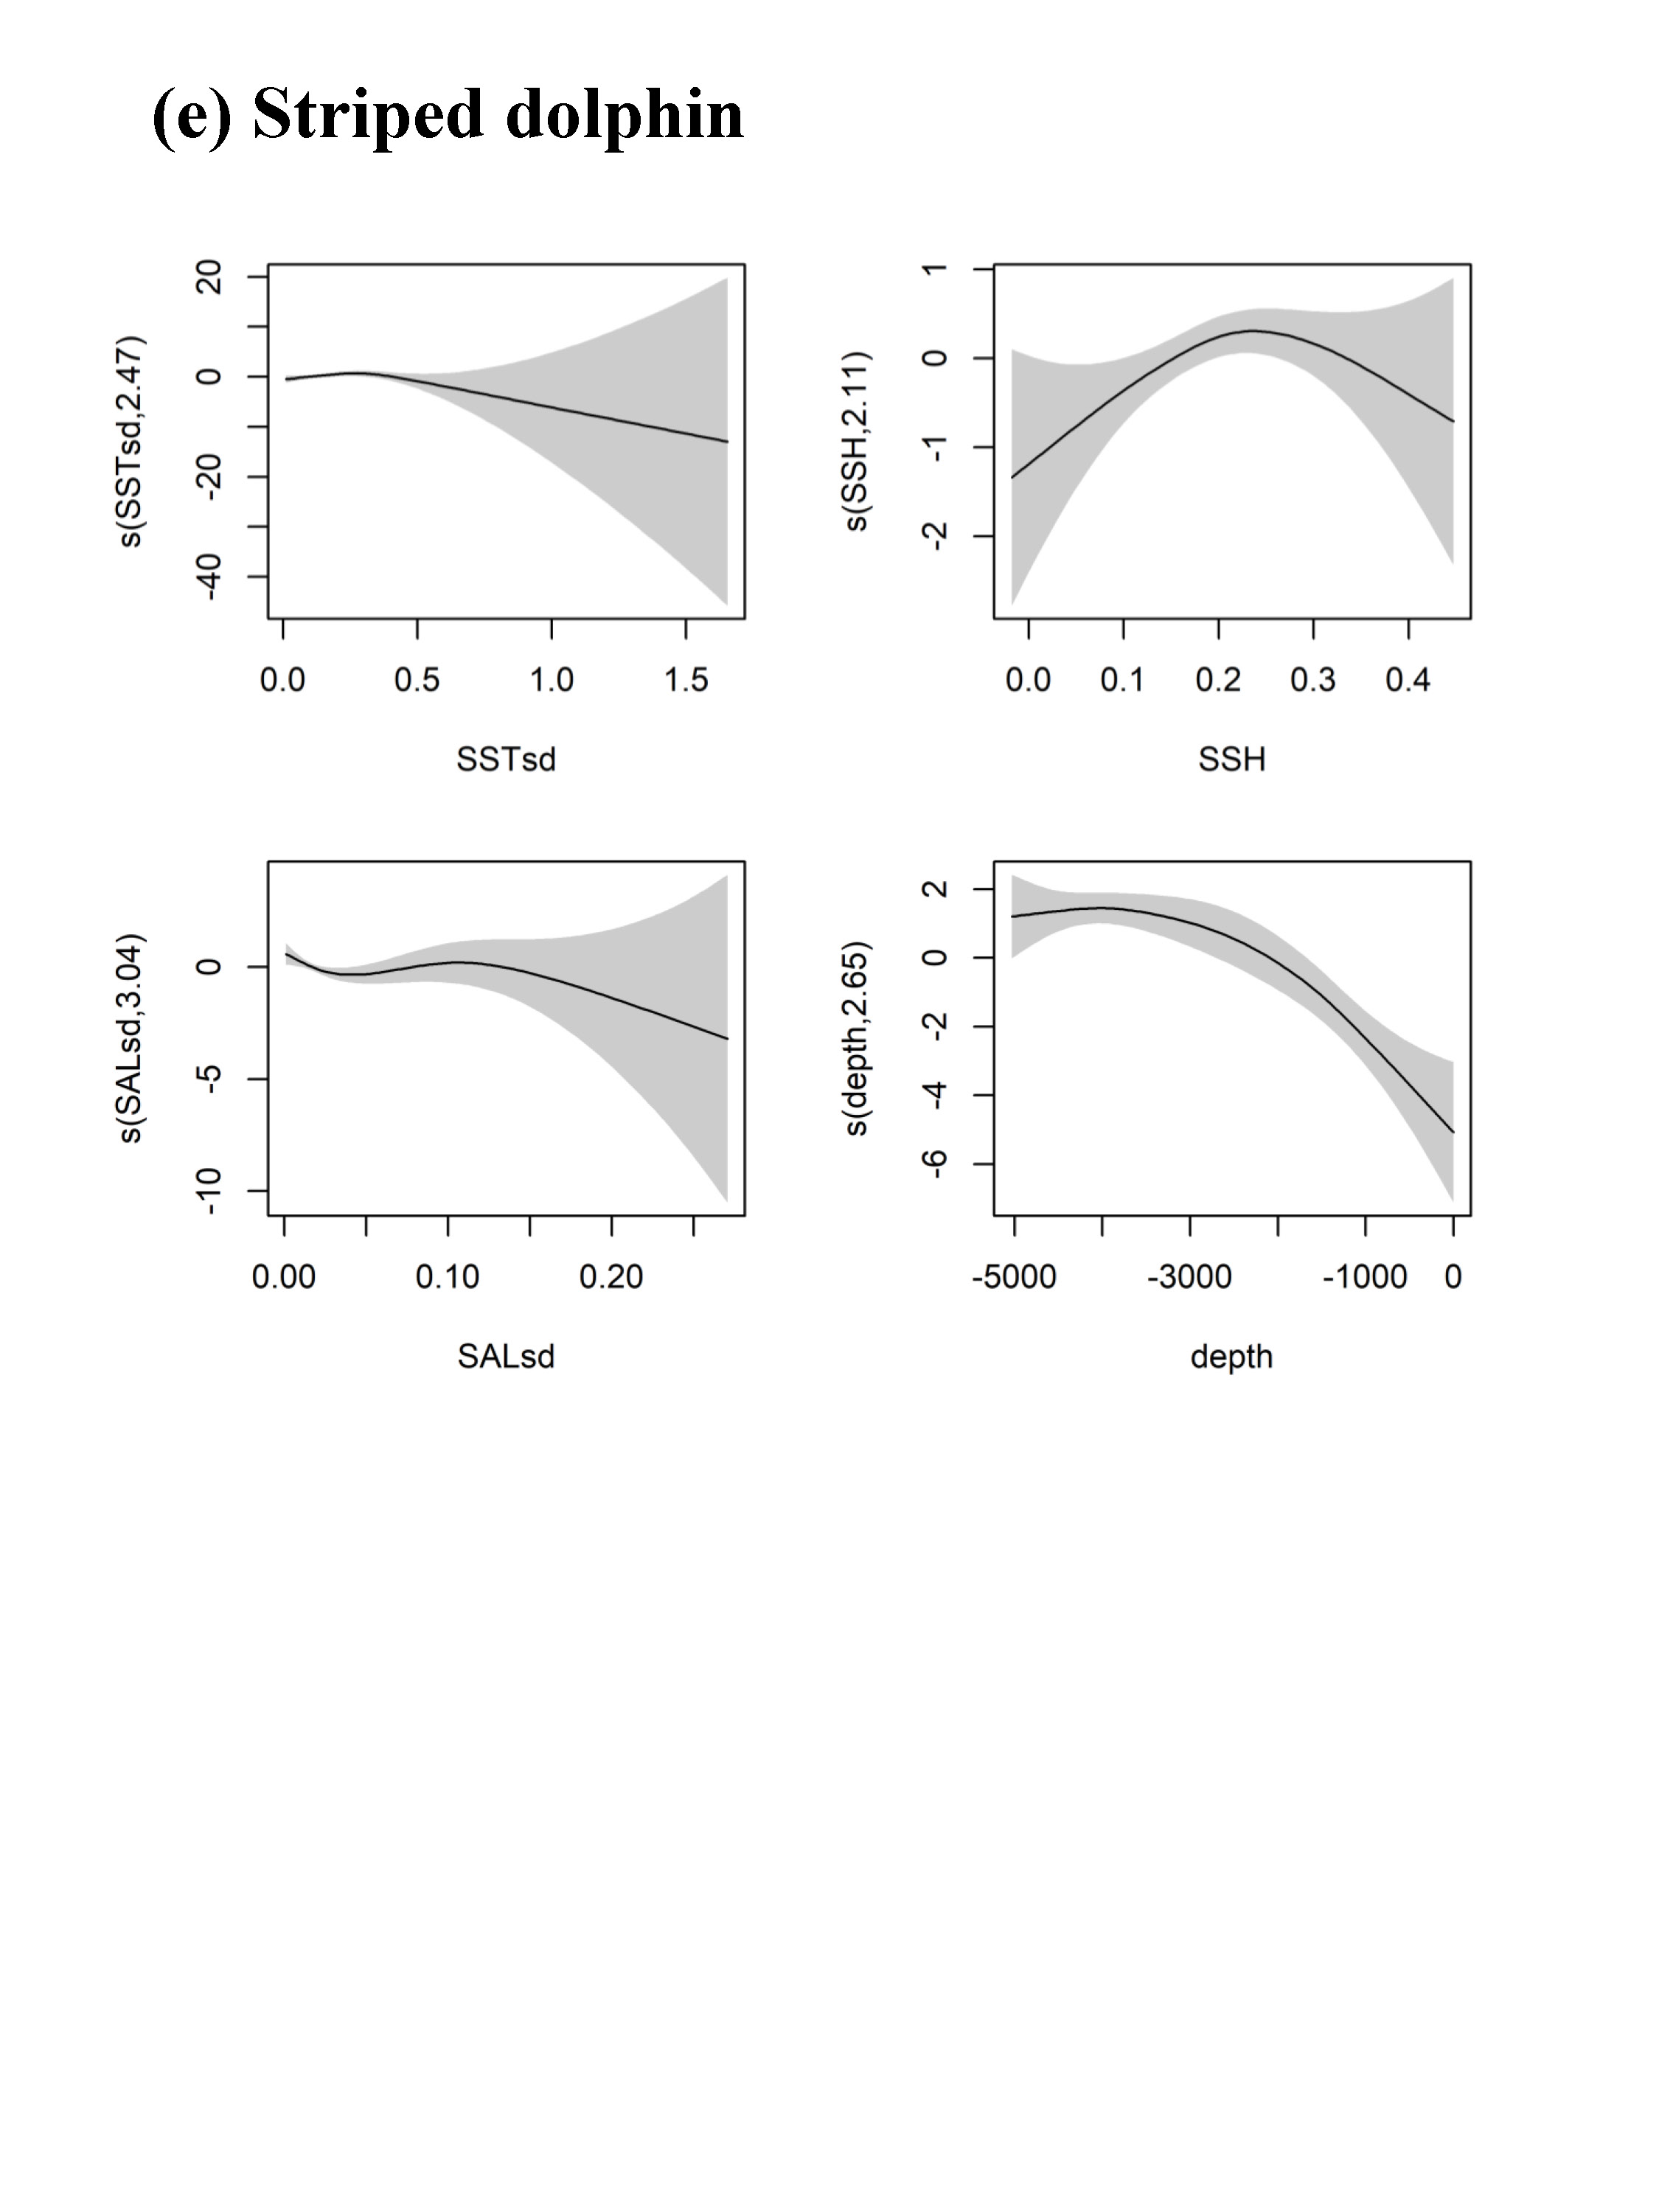 (e) Striped dolphin
s(SSTsd,2.47)
20
0
-20
-40
0.0 0.5 1.0 1.5
SSTsd
s(SSH,2.11)
1
0
-1
-2
0.0 0.1 0.2 0.3 0.4
SSH
s(SALsd,3.04)
0
-5
-10
0.00 0.10 0.20
SALsd
s(depth,2.65)
2
0
-2
-4
-6
-5000 -3000 -1000 0
depth